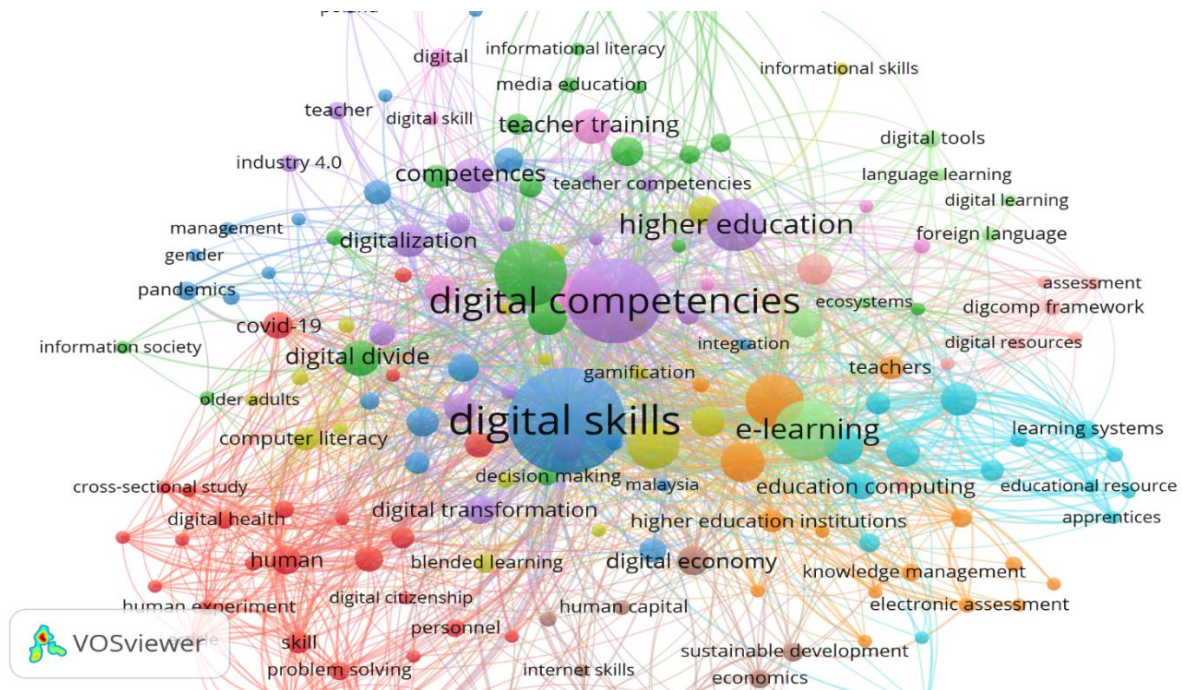 digital
informational literacy
informational skills
media education
teacher
digital skill
teacher training
digital tools
industry 4.0
competences
teacher competencies
language learning
digital learning
management
digitalization
higher education
foreign language
gender
pandemics
digital competencies
ecosystems
assessment
digcomp framework
covid-19
information society
digital divide
integration
digital resources
gamification
teachers
older adults
computer literacy
digital skills
e-learning
learning systems
cross-sectional study
decision making
malaysia
education computing
educational resource
digital health
digital transformation
higher education institutions
apprentices
human
blended learning
digital economy
knowledge management
human experiment
digital citizenship
human capital
electronic assessment
VOSviewer
skill
personnel
problem solving
internet skills
sustainable development
economics